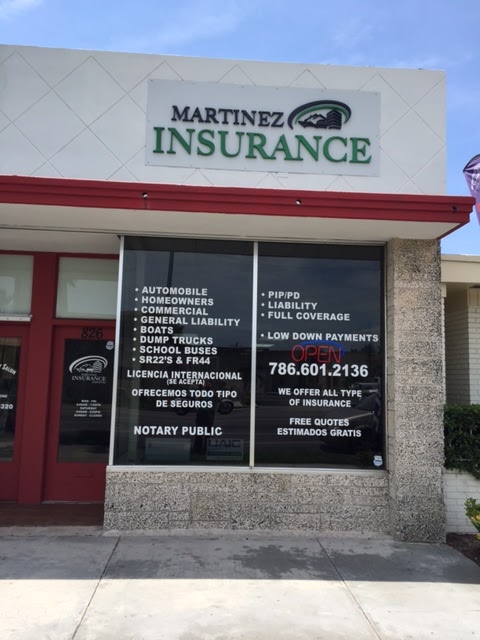 MARTINEZ
INSURANCE
• AUTOMOBILE
• HOMEOWNERS
• COMMERCIAL
• GENERAL LIABILITY
• BOATS
• DUMP TRUCKS
• SCHOOL BUSES
• SR22'S & FR44
LICENCIA INTERNACIONAL
(SE ACEPTA)
OFRECEMOS TODO TIPO
DE SEGUROS
NOTARY PUBLIC
• PIP/PD
• LIABILITY
• FULL COVERAGE
• LOW DOWN PAYMENTS
OPEN
786.601.2136
WE OFFER ALL TYPE
OF INSURANCE
FREE QUOTES
ESTIMADOS GRATIS
826
INSURANCE